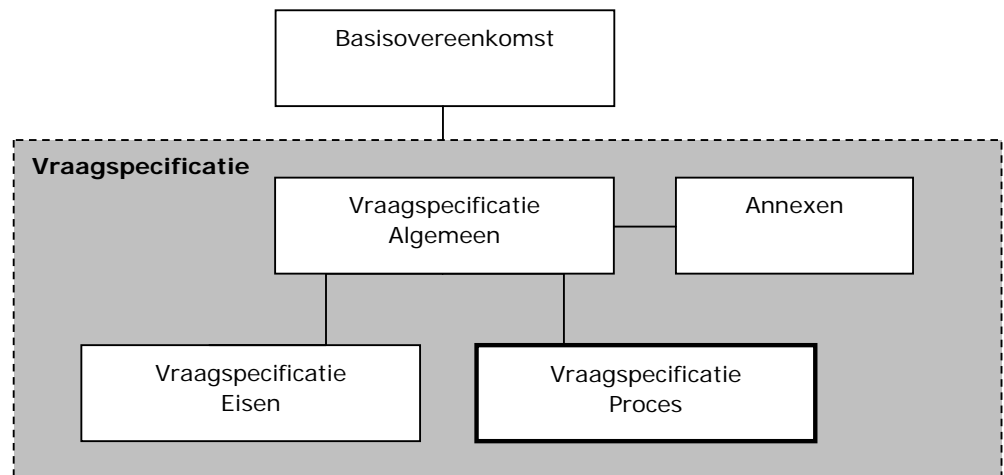 Basisovereenkomst
Vraagspecificatie
Vraagspecificatie
Algemeen
Annexen
Vraagspecificatie
Eisen
Vraagspecificatie
Proces